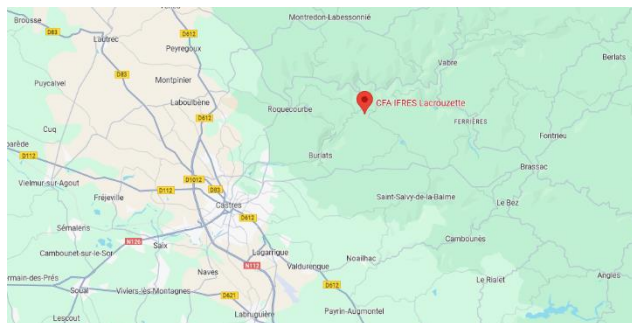 Brousse
D83
Lautrec
D612
Montredon-Labessonnié
Peyregoux
Vabre
Berlats
Puycalvel
Montpinier
D83
Laboulbène
D612
Roquecourbe
CFA IFRES Lacrouzette
FERRIÈRES
Cuq
Fontrieu
D112
Burlats
Brassac
Vielmur-sur-Agout
D112
D1012
D83
Fréjeville
Castres
D612
Saint-Salvy-de-la-Balme
Le Bez
Sémalens
N126
Saix
Cambounès
Cambounet-sur-le-Sor
Lagarrigue
Noailhac
N112
Valdurenque
Navès
Le Rialet
Anglès
Soual
Viviers-lès-Montagnes
D621
D612
Labruguière
Payrin-Augmontel
Lescout